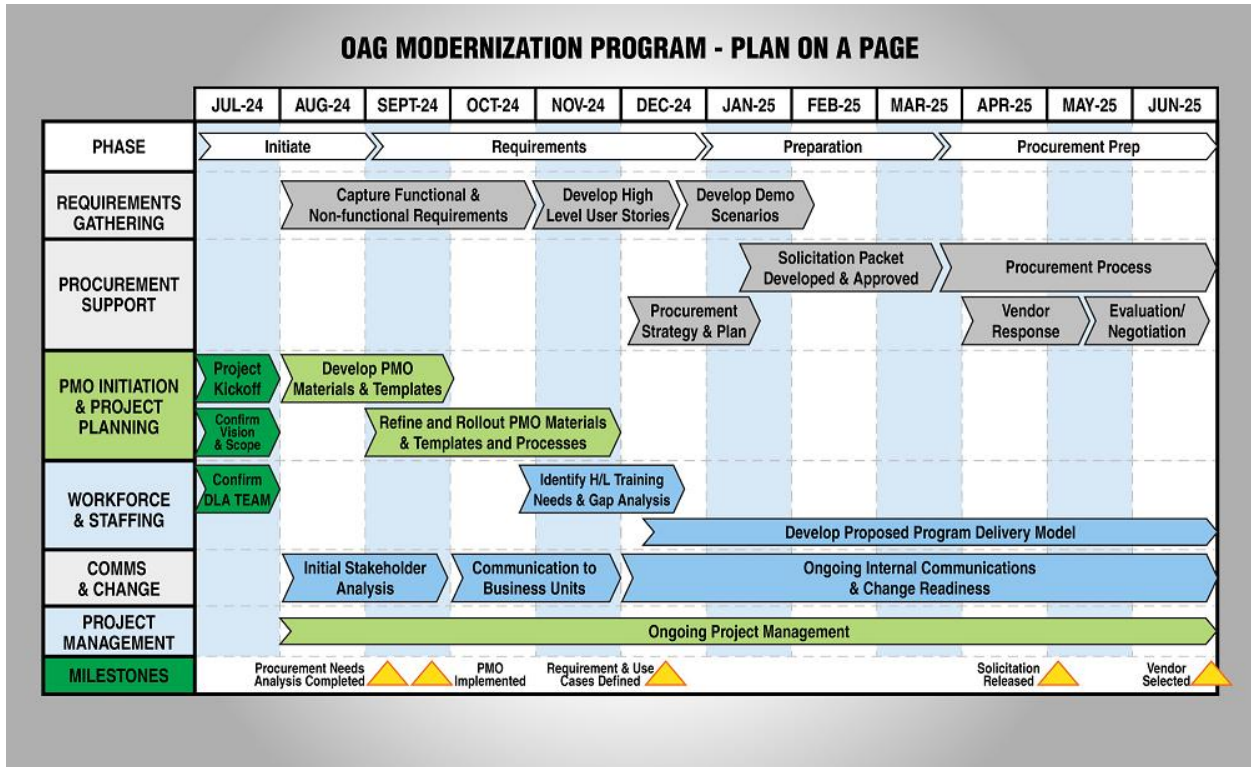 OAG MODERNIZATION PROGRAM - PLAN ON A PAGE
JUL-24 AUG-24 SEPT-24 OCT-24 NOV-24 DEC-24 JAN-25 FEB-25 MAR-25 APR-25 MAY-25 JUN-25
PHASE
Initiate
Requirements
Preparation
Procurement Prep
REQUIREMENTS
GATHERING
Capture Functional &
Non-functional Requirements
Develop High
Level User Stories
Develop Demo
Scenarios
PROCUREMENT
SUPPORT
Solicitation Packet
Developed & Approved
Procurement Process
Procurement
Strategy & Plan
Vendor
Response
Evaluation/
Negotiation
PMO INITIATION
& PROJECT
PLANNING
Project
Kickoff
Develop PMO
Materials & Templates
Confirm
Vision
& Scope
Refine and Rollout PMO Materials
& Templates and Processes
WORKFORCE
& STAFFING
Confirm
DLA TEAM
Identify H/L Training
Needs & Gap Analysis
Develop Proposed Program Delivery Model
COMMS
& CHANGE
Initial Stakeholder
Analysis
Communication to
Business Units
Ongoing Internal Communications
& Change Readiness
PROJECT
MANAGEMENT
Ongoing Project Management
MILESTONES
Procurement Needs
Analysis Completed
PMO
Implemented
Requirement & Use
Cases Defined
Solicitation
Released
Vendor
Selected